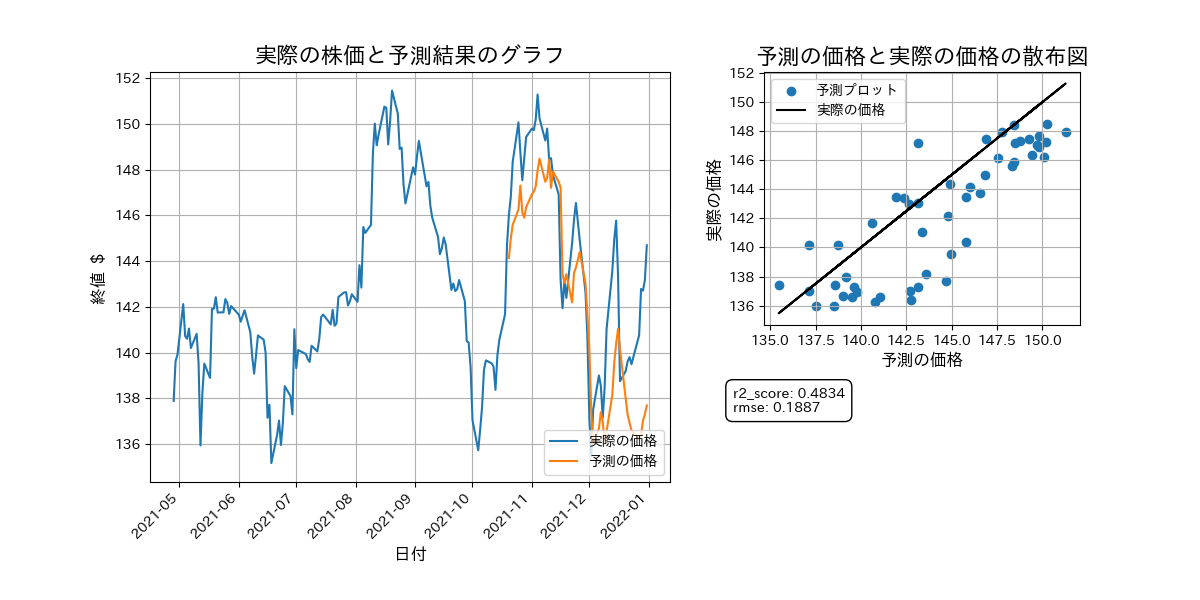 実際の株価と予測結果のグラフ
152
150
148
146
144
142
140
138
136
終値 $
2021-05
2021-06
2021-07
2021-08
2021-09
2021-10
2021-11
2021-12
2022-01
日付
実際の価格
予測の価格
予測の価格と実際の価格の散布図
152
150
148
146
144
142
140
138
136
実際の価格
予測プロット
実際の価格
135.0
137.5
140.0
142.5
145.0
147.5
150.0
予測の価格
r2_score: 0.4834
rmse: 0.1887